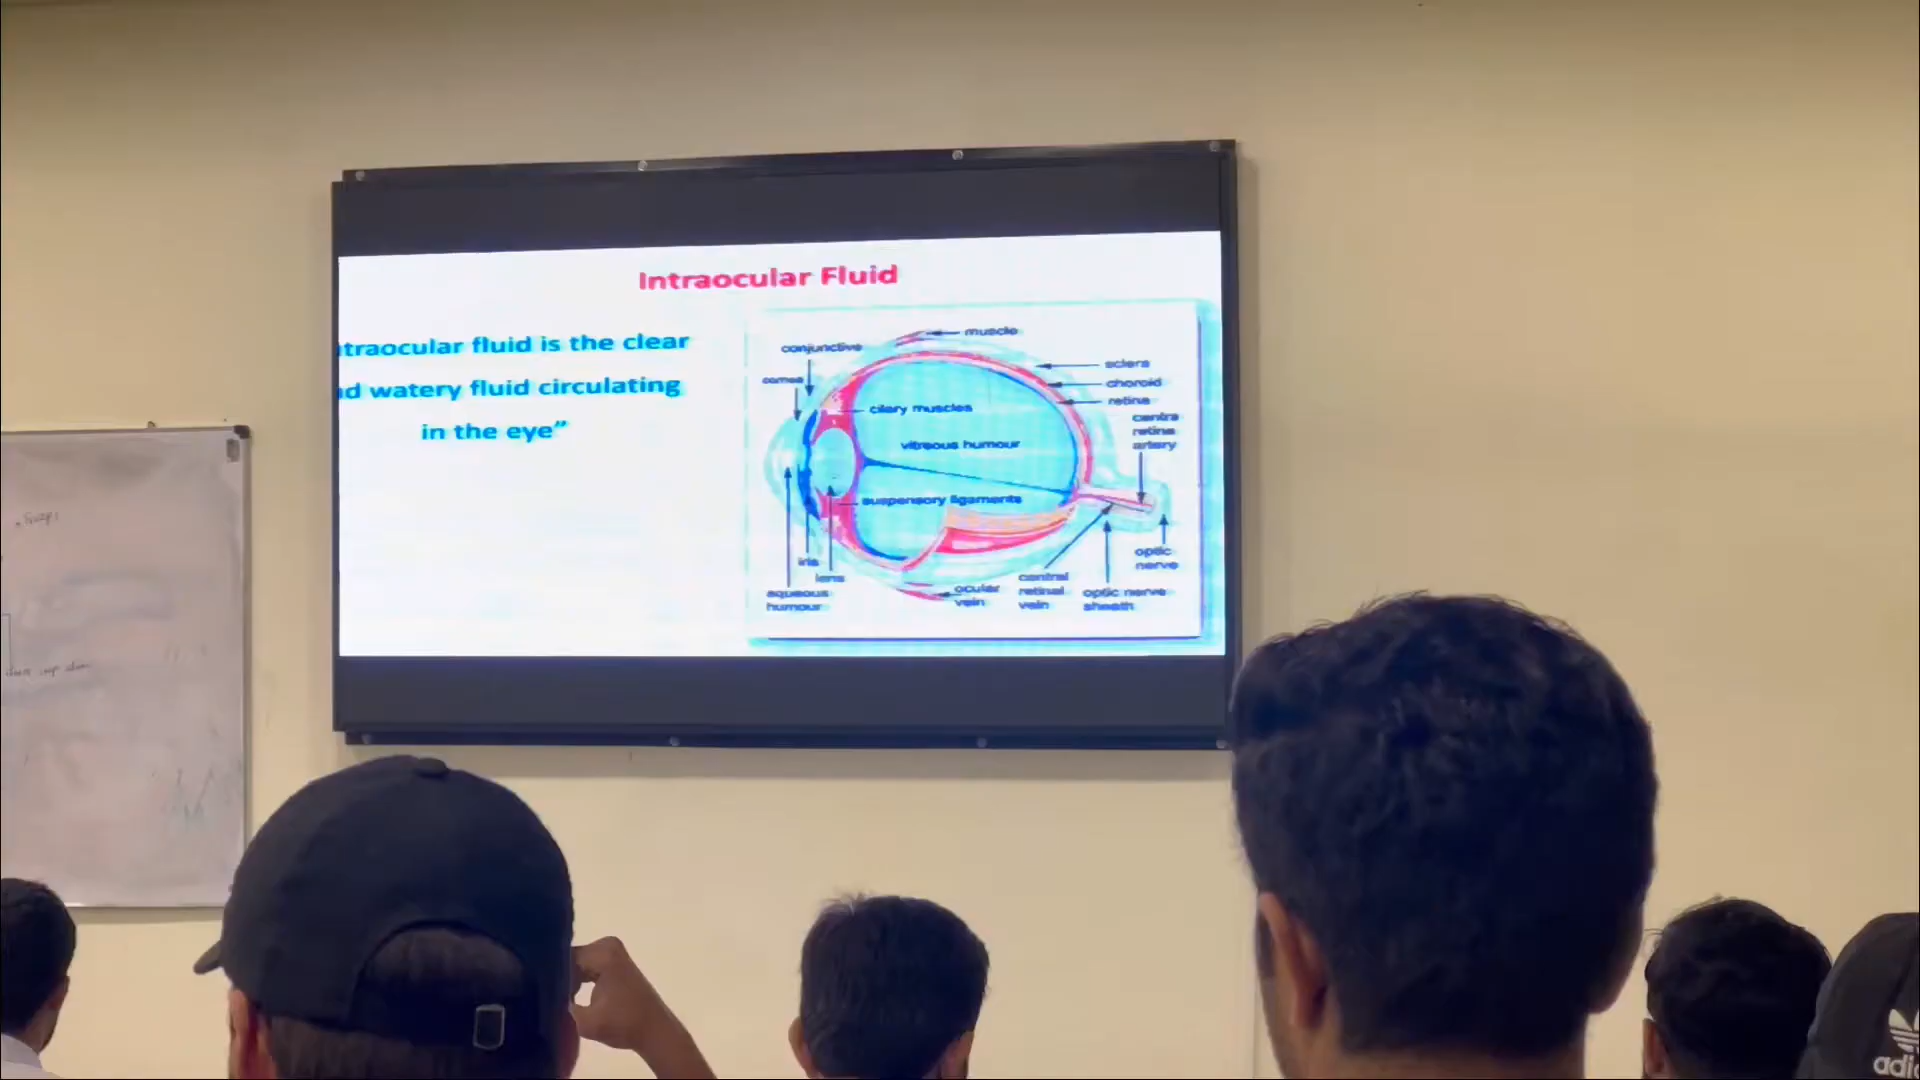 Intraocular Fluid
traocular fluid is the clear
d watery fluid circulating
in the eye”
muscle
conjunctive
cornea
sclera
choroid
retina
centra
retina
artery
cilary muscles
vitreous humour
suspensory ligaments
iris
lens
aqueous
humour
ocular
vein
central
retinal
vein
optic nerve
sheath
optic
nerve
adi